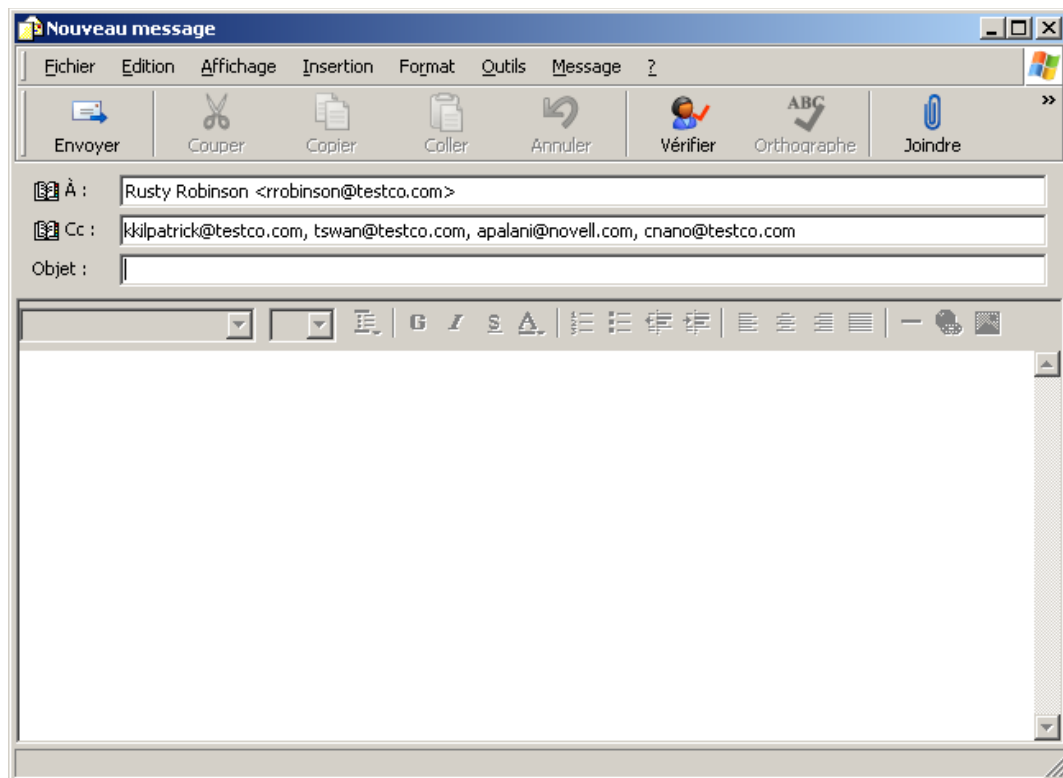 Nouveau message
Fichier Edition Affichage Insertion Format Outils Message ?
Envoyer Couper Copier Coller Annuler Vérifier ABC Orthographe Joindre »
À : Rusty Robinson <rrobinson@testco.com>
Cc : kkilpatrick@testco.com, tswan@testco.com, apalani@novell.com, cnano@testco.com
Objet :
G I S A